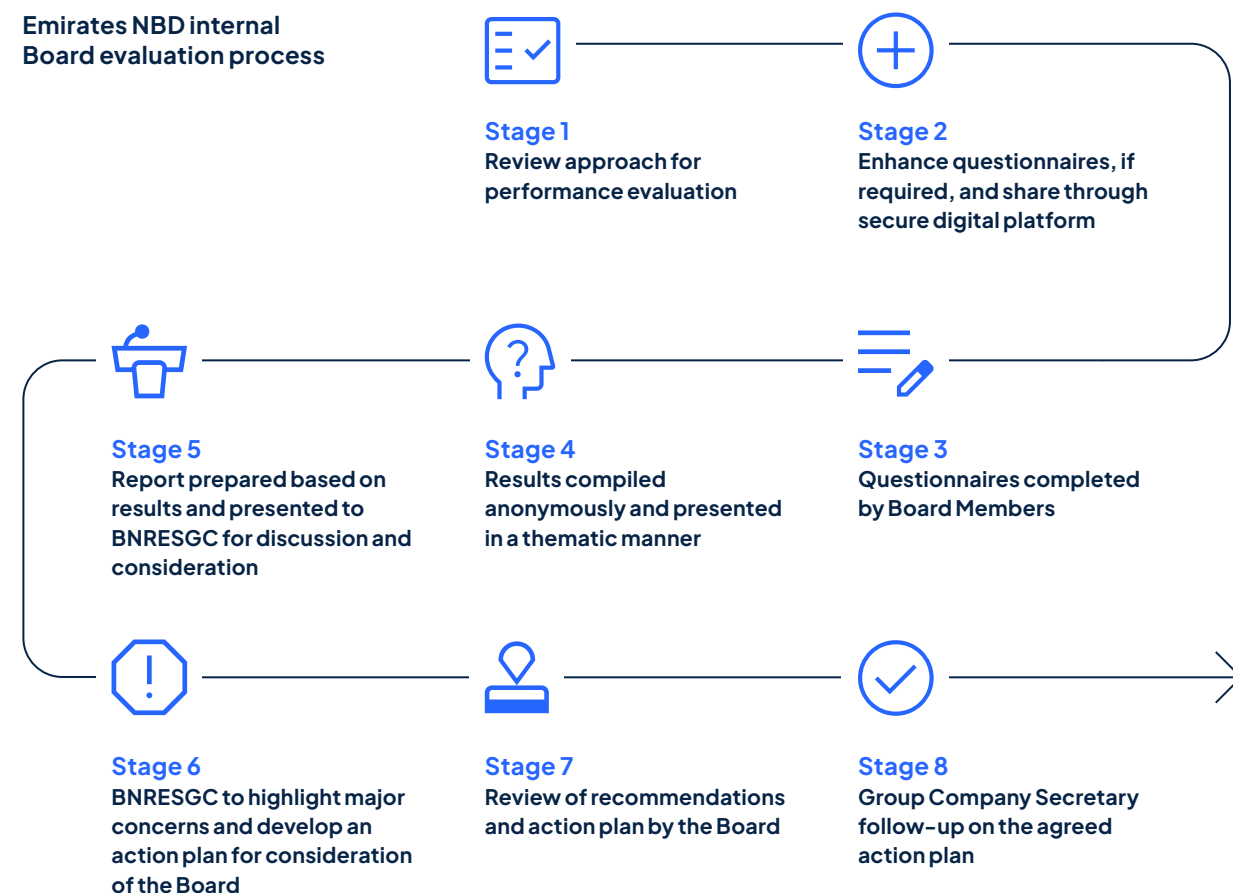 Emirates NBD internal
Board evaluation process
Stage 1
Review approach for
performance evaluation
Stage 2
Enhance questionnaires, if
required, and share through
secure digital platform
Stage 3
Questionnaires completed
by Board Members
Stage 4
Results compiled
anonymously and presented
in a thematic manner
Stage 5
Report prepared based on
results and presented to
BNRESGC for discussion and
consideration
Stage 6
BNRESGC to highlight major
concerns and develop an
action plan for consideration
of the Board
Stage 7
Review of recommendations
and action plan by the Board
Stage 8
Group Company Secretary
follow-up on the agreed
action plan